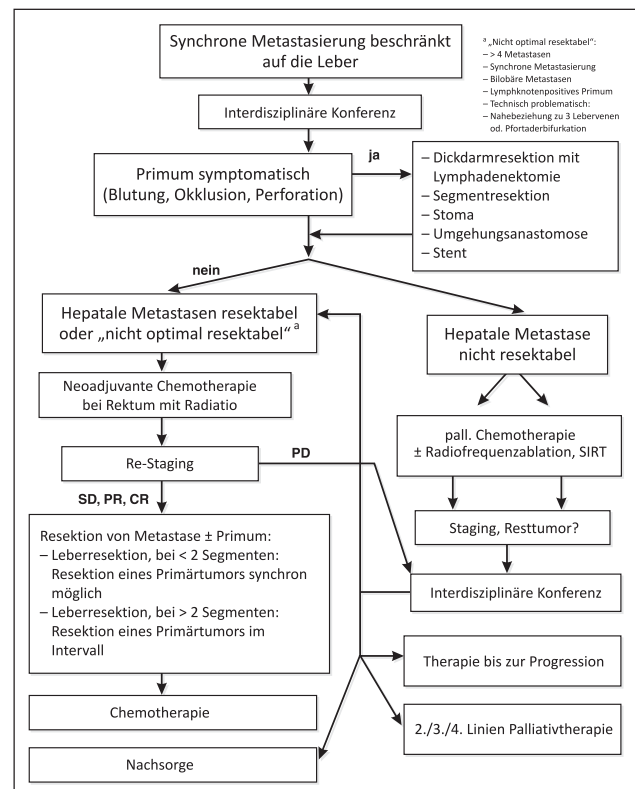 Synchrone Metastasierung beschränkt
auf die Leber
a „Nicht optimal resektabel“:
– > 4 Metastasen
– Synchrone Metastasierung
– Bilobäre Metastasen
– Lymphknotenpositives Primum
– Technisch problematisch:
– Nahebeziehung zu 3 Lebervenen
od. Pfortaderbifurkation
Interdisziplinäre Konferenz
Primum symptomatisch
(Blutung, Okklusion, Perforation)
ja
– Dickdarmresektion mit
Lymphadenektomie
– Segmentresektion
– Stoma
– Umgehungsanastomose
– Stent
nein
Hepatale Metastasen resektabel
oder „nicht optimal resektabel“ a
Hepatale Metastase
nicht resektabel
Neoadjuvante Chemotherapie
bei Rektum mit Radiatio
pall. Chemotherapie
± Radiofrequenzablation, SIRT
Re-Staging
PD
SD, PR, CR
Staging, Resttumor?
Resektion von Metastase ± Primum:
– Leberresektion, bei < 2 Segmenten:
Resektion eines Primärtumors synchron
möglich
– Leberresektion, bei > 2 Segmenten:
Resektion eines Primärtumors im
Intervall
Interdisziplinäre Konferenz
Therapie bis zur Progression
Chemotherapie
2./3./4. Linien Palliativtherapie
Nachsorge